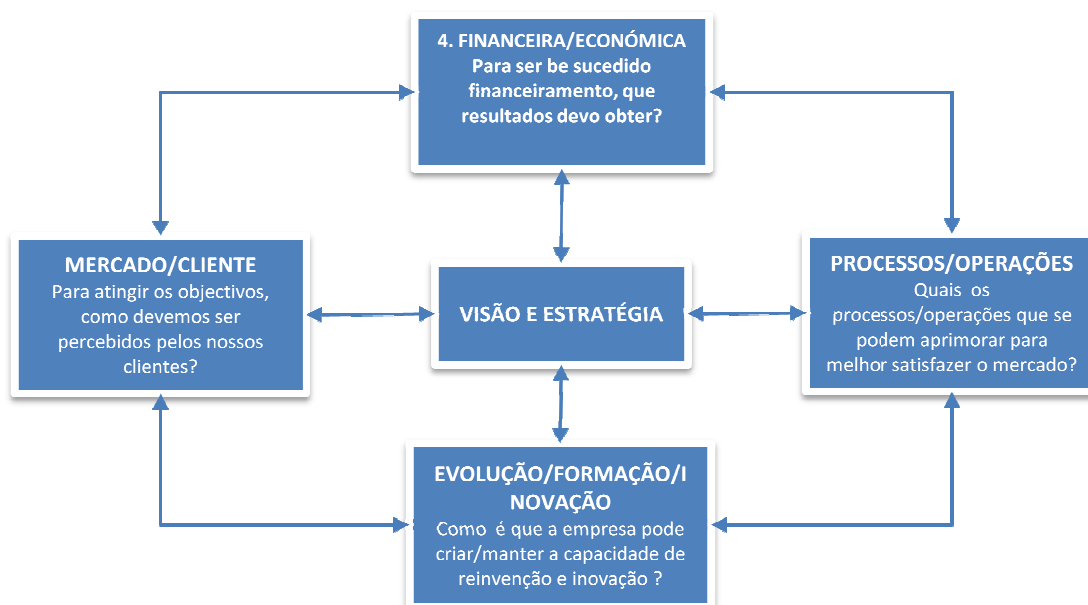 4. FINANCEIRA/ECONÓMICA
Para ser be sucedido
financeiramento, que
resultados devo obter?
MERCADO/CLIENTE
Para atingir os objectivos,
como devemos ser
percebidos pelos nossos
clientes?
VISÃO E ESTRATÉGIA
PROCESSOS/OPERAÇÕES
Quais os
processos/operações que se
podem aprimorar para
melhor satisfazer o mercado?
EVOLUÇÃO/FORMAÇÃO/I
NOVAÇÃO
Como é que a empresa pode
criar/manter a capacidade de
reinvenção e inovação ?